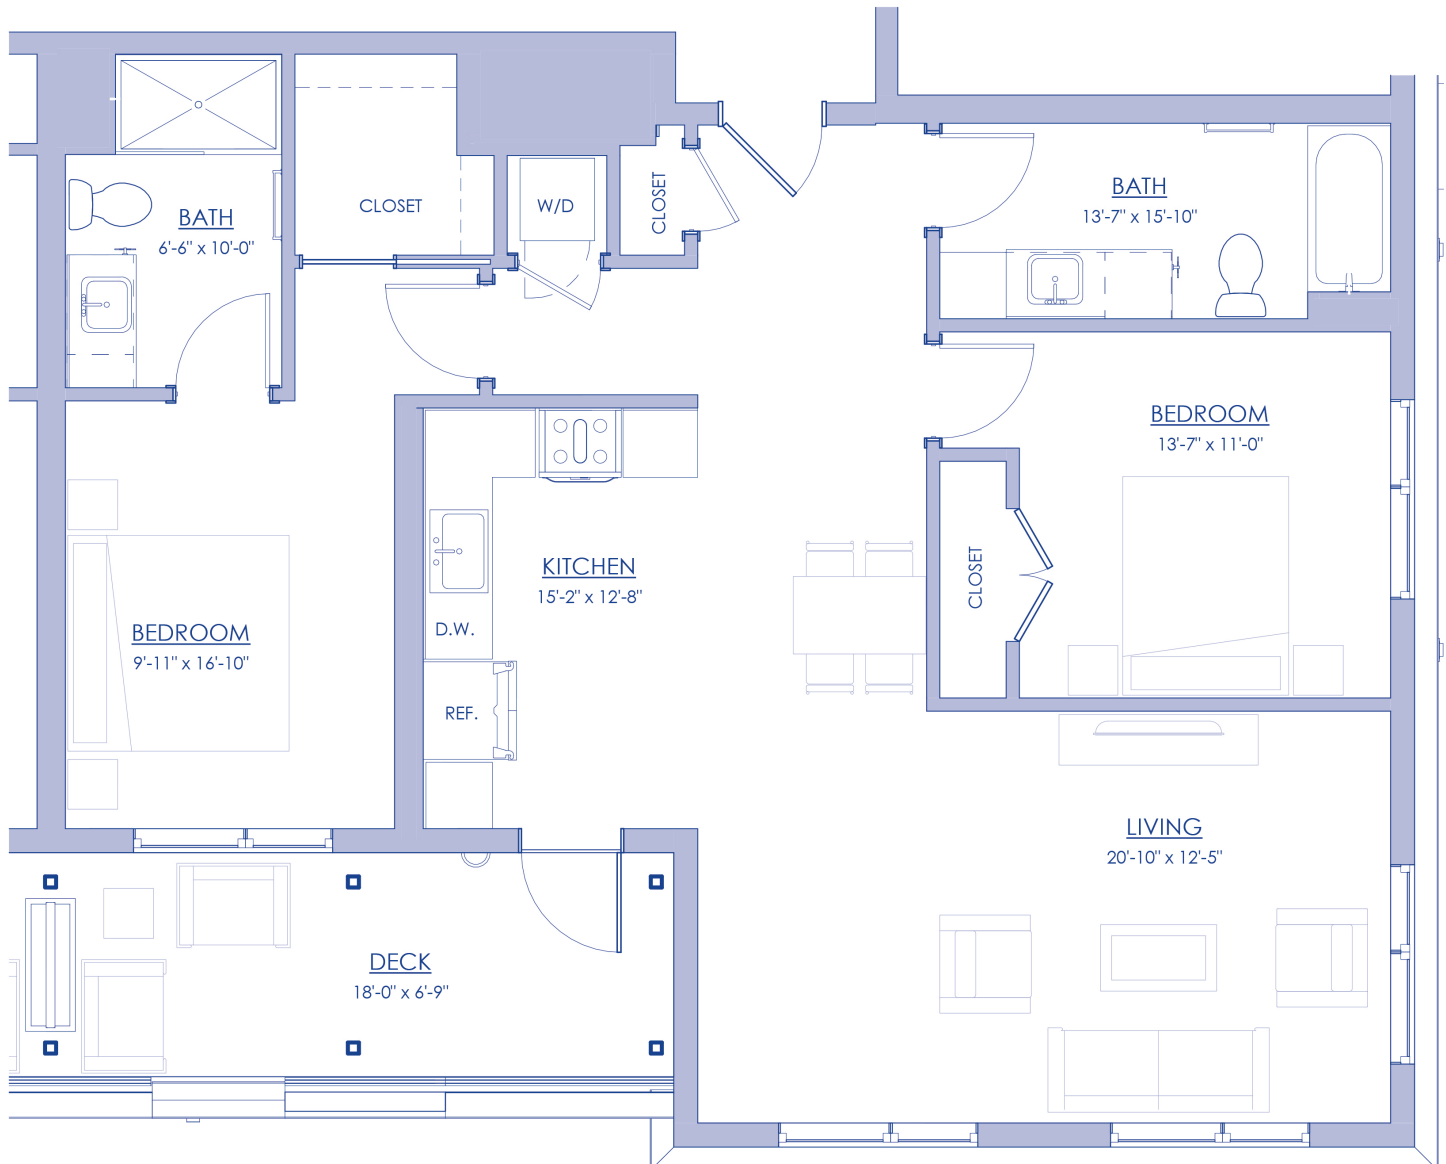 BATH
6'-6" x 10'-0"
CLOSET
W/D
CLOSET
BATH
13'-7" x 15'-10"
BEDROOM
13'-7" x 11'-0"
CLOSET
KITCHEN
15'-2" x 12'-8"
D.W.
REF.
BEDROOM
9'-11" x 16'-10"
LIVING
20'-10" x 12'-5"
DECK
18'-0" x 6'-9"